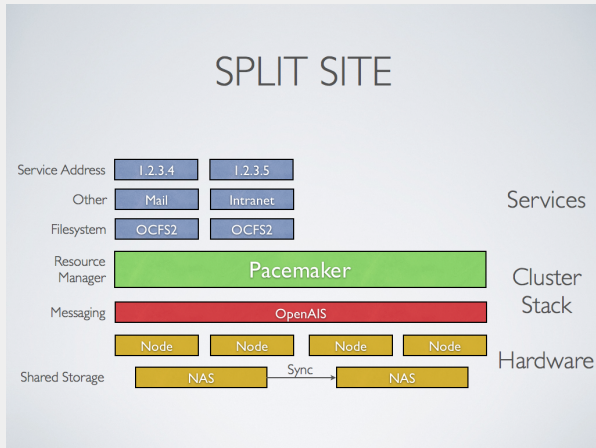 SPLIT SITE
Service Address 1.2.3.4 1.2.3.5
Other Mail Intranet
Services
Filesystem OCFS2 OCFS2
Resource
Manager
Pacemaker
Cluster
Stack
Messaging OpenAIS
Node Node Node Node
Hardware
Shared Storage NAS Sync NAS